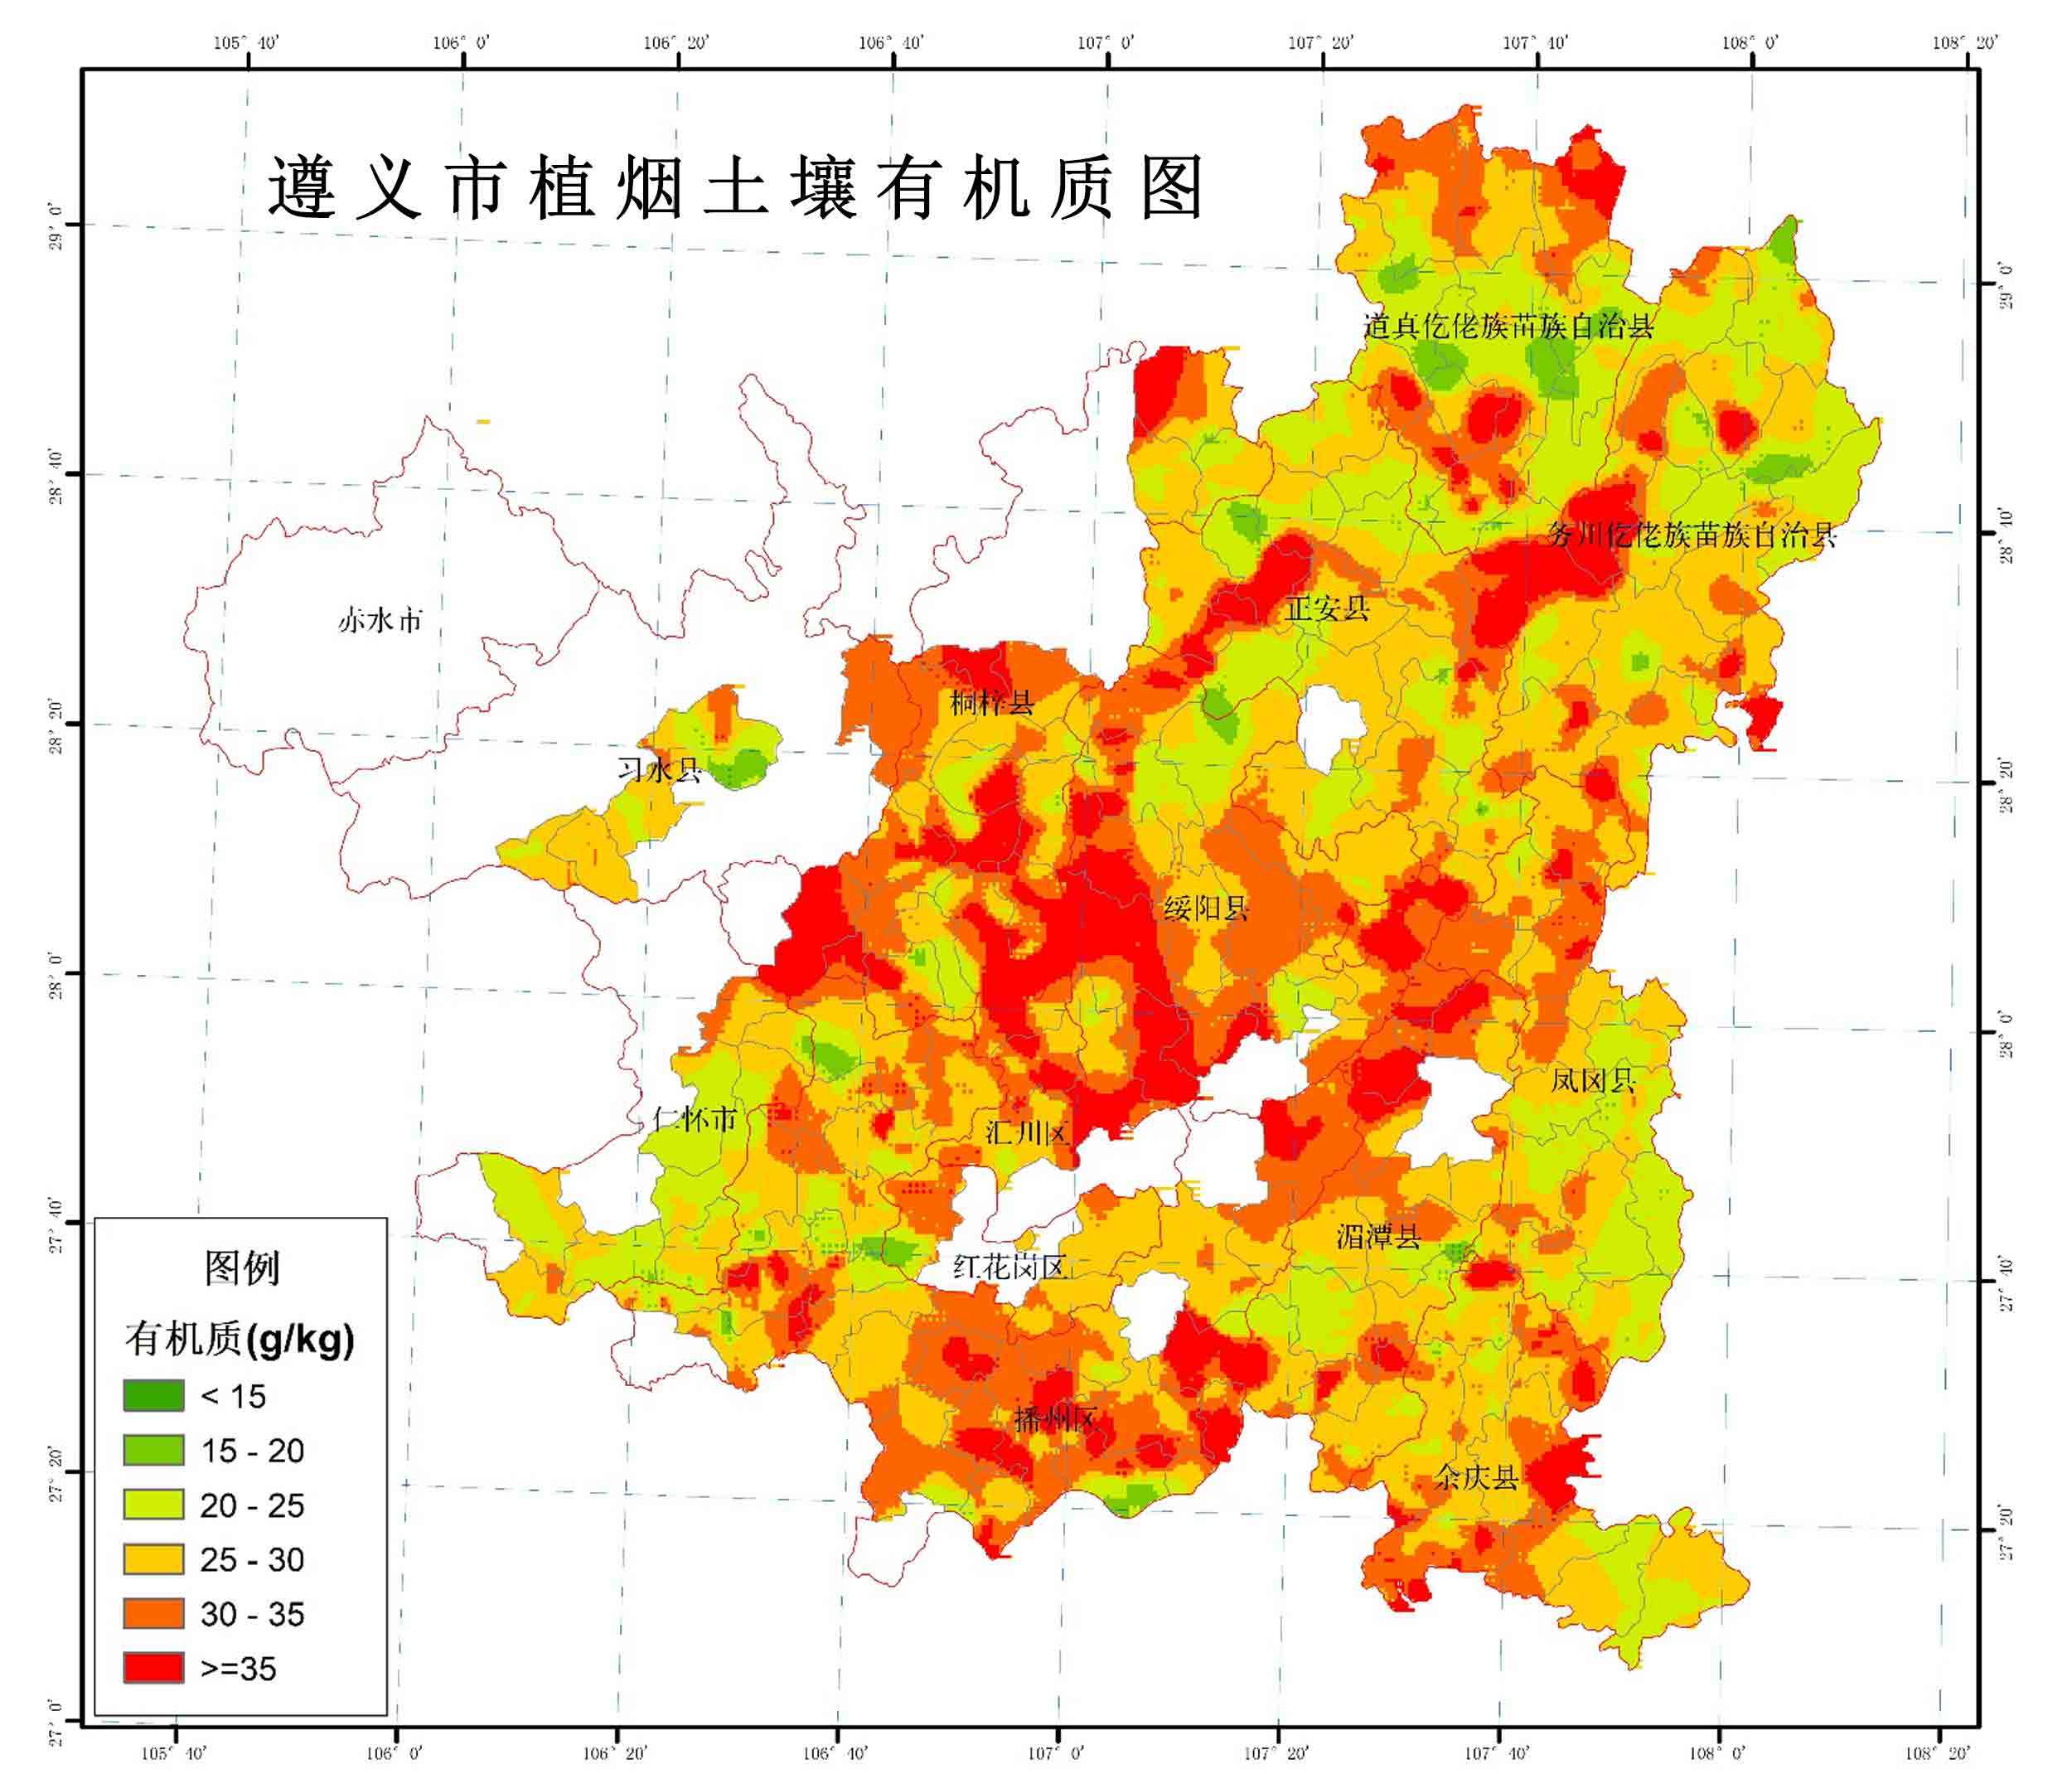 105° 40' 106° 0' 106° 20' 106° 40' 107° 0' 107° 20' 107° 40' 108° 0' 108° 20'
遵义市植烟土壤有机质图
29° 0'
29° 0'
道真仡佬族苗族自治县
28° 40'
28° 40'
务川仡佬族苗族自治县
赤水市
正安县
桐梓县
28° 20'
28° 20'
习水县
绥阳县
28° 0'
28° 0'
凤冈县
仁怀市
汇川区
27° 40'
27° 40'
湄潭县
红花岗区
播州区
余庆县
27° 20'
27° 20'
27° 0'
图例
有机质(g/kg)
< 15
15 - 20
20 - 25
25 - 30
30 - 35
>=35
105° 40' 106° 0' 106° 20' 106° 40' 107° 0' 107° 20' 107° 40' 108° 0' 108° 20'